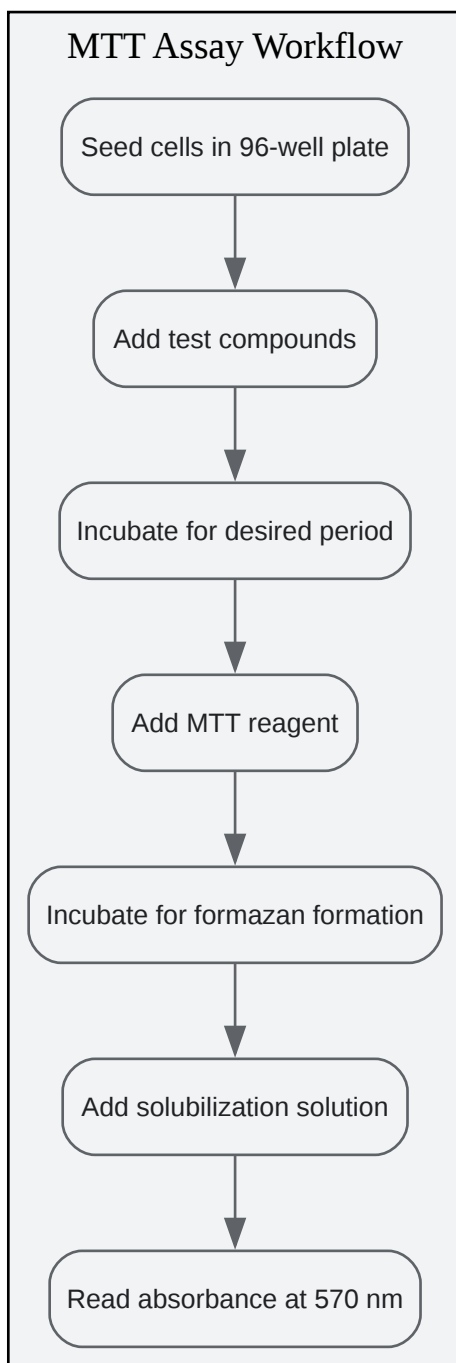 MTT Assay Workflow
Seed cells in 96-well plate
Add test compounds
Incubate for desired period
Add MTT reagent
Incubate for formazan formation
Add solubilization solution
Read absorbance at 570 nm